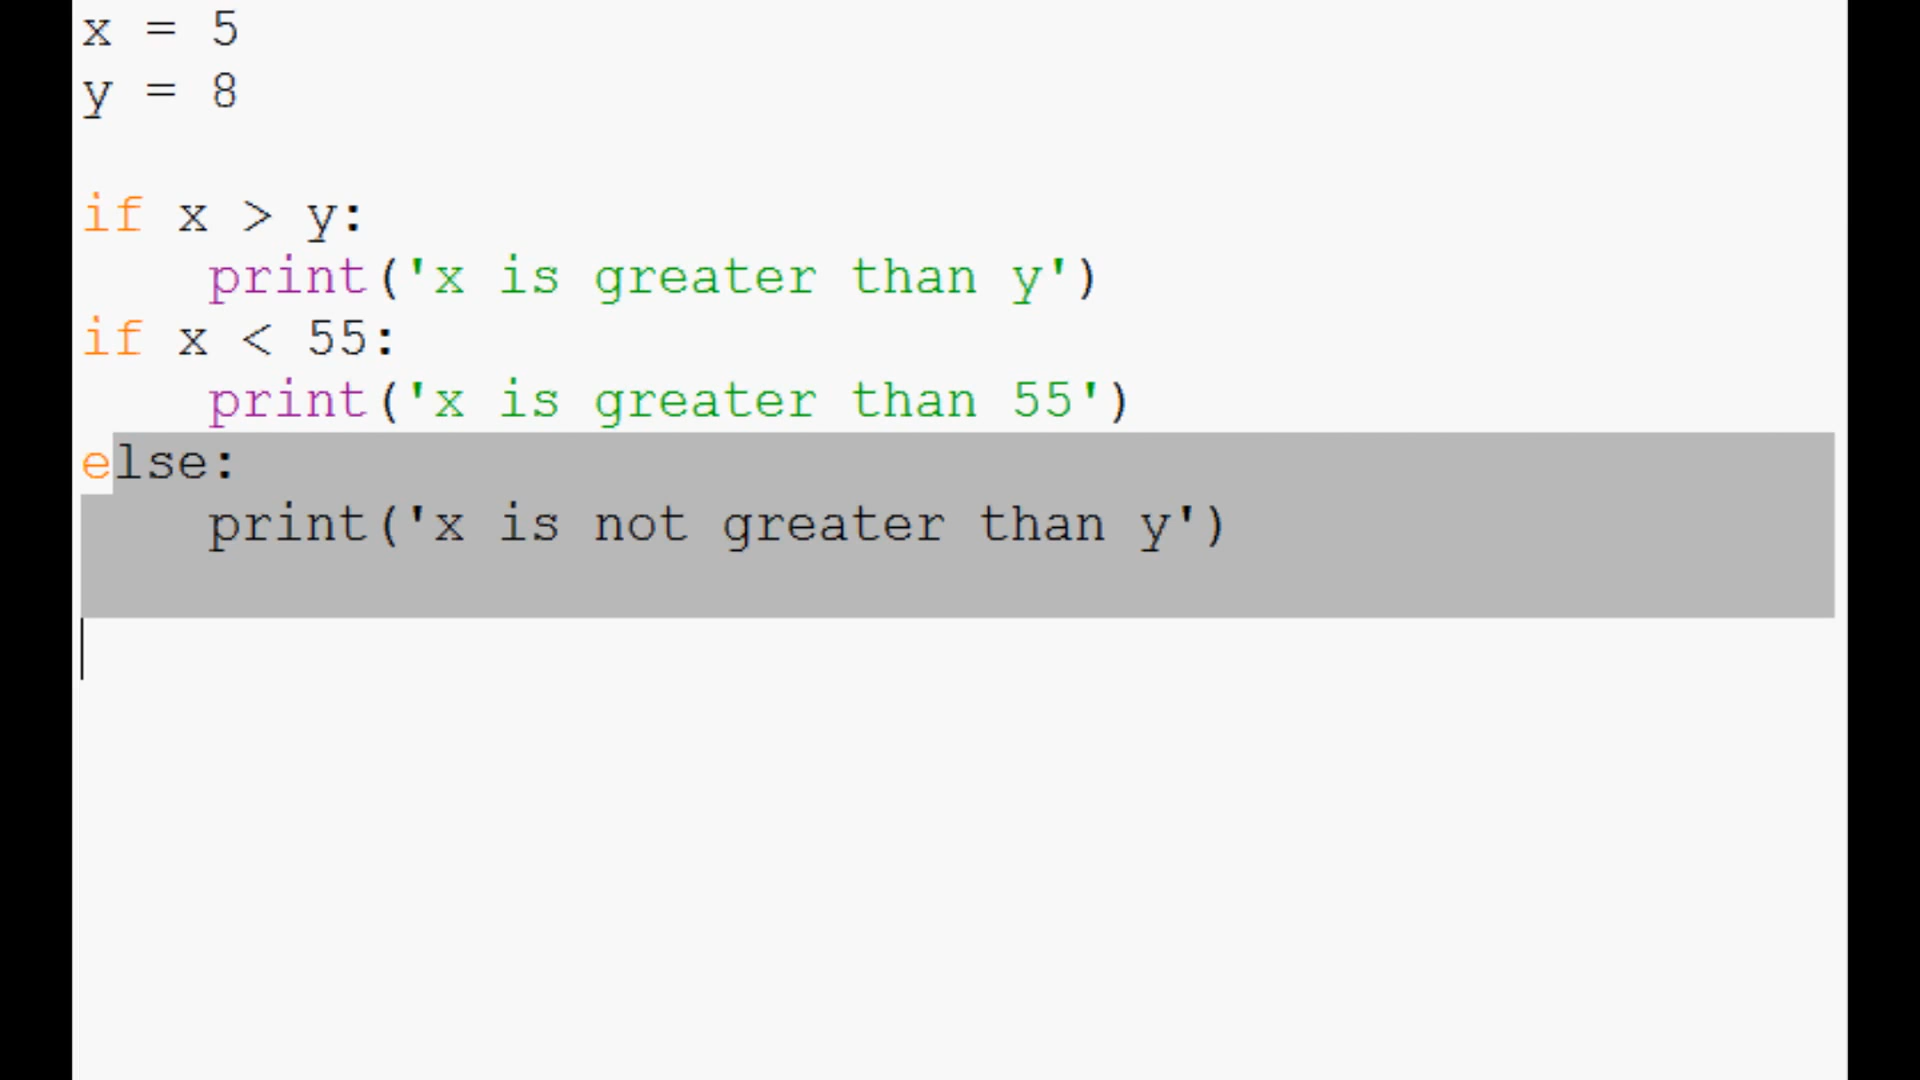 x = 5
y = 8
if x > y:
    print('x is greater than y')
if x < 55:
    print('x is greater than 55')
else:
    print('x is not greater than y')